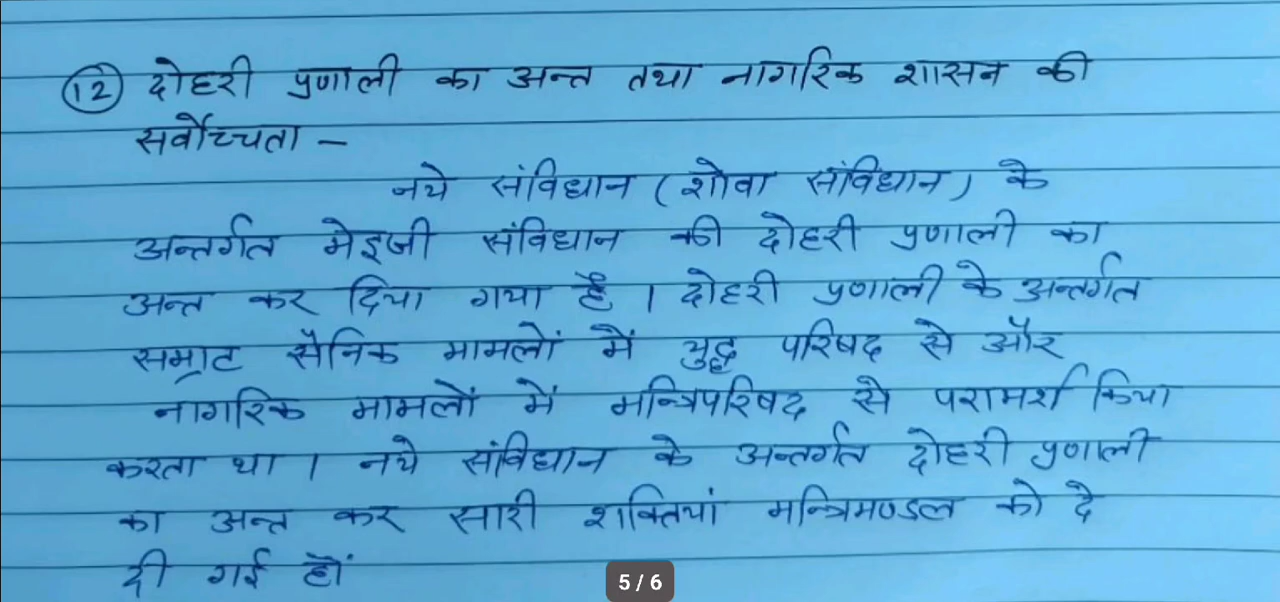 (12) दोहरी प्रणाली का अन्त तथा नागरिक शासन की
सर्वोच्चता –
नये संविधान (शोवा संविधान) के
अन्तर्गत मेइजी संविधान की दोहरी प्रणाली का
अन्त कर दिया गया है । दोहरी प्रणाली के अन्तर्गत
सम्राट सैनिक मामलों में युद्ध परिषद से और
नागरिक मामलों में मन्त्रिपरिषद से परामर्श किया
करता था । नये संविधान के अन्तर्गत दोहरी प्रणाली
का अन्त कर सारी शक्तियां मन्त्रिमण्डल को दे
दी गई हैं
5 / 6